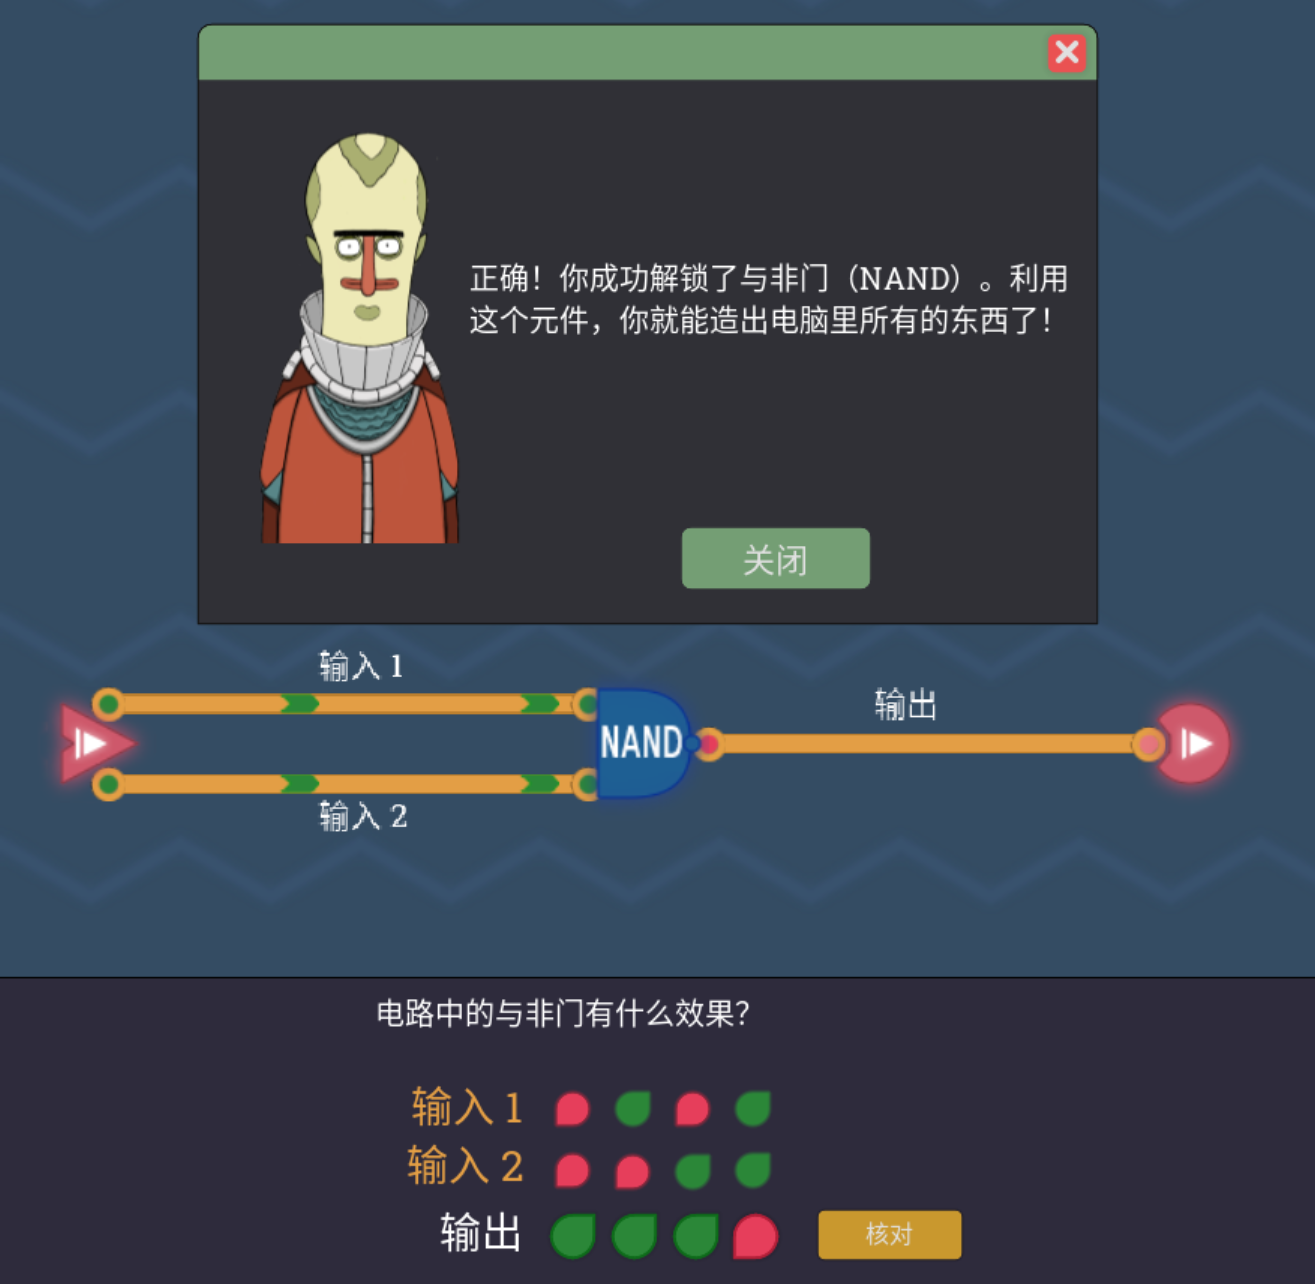 正确！你成功解锁了与非门（NAND）。利用
这个元件，你就能造出电脑里所有的东西了！
关闭
输入 1
NAND
输出
输入 2
电路中的与非门有什么效果？
输入 1
输入 2
输出
核对